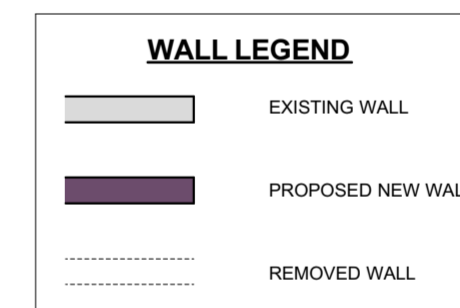 WALL LEGEND
EXISTING WALL
PROPOSED NEW WAL
REMOVED WALL